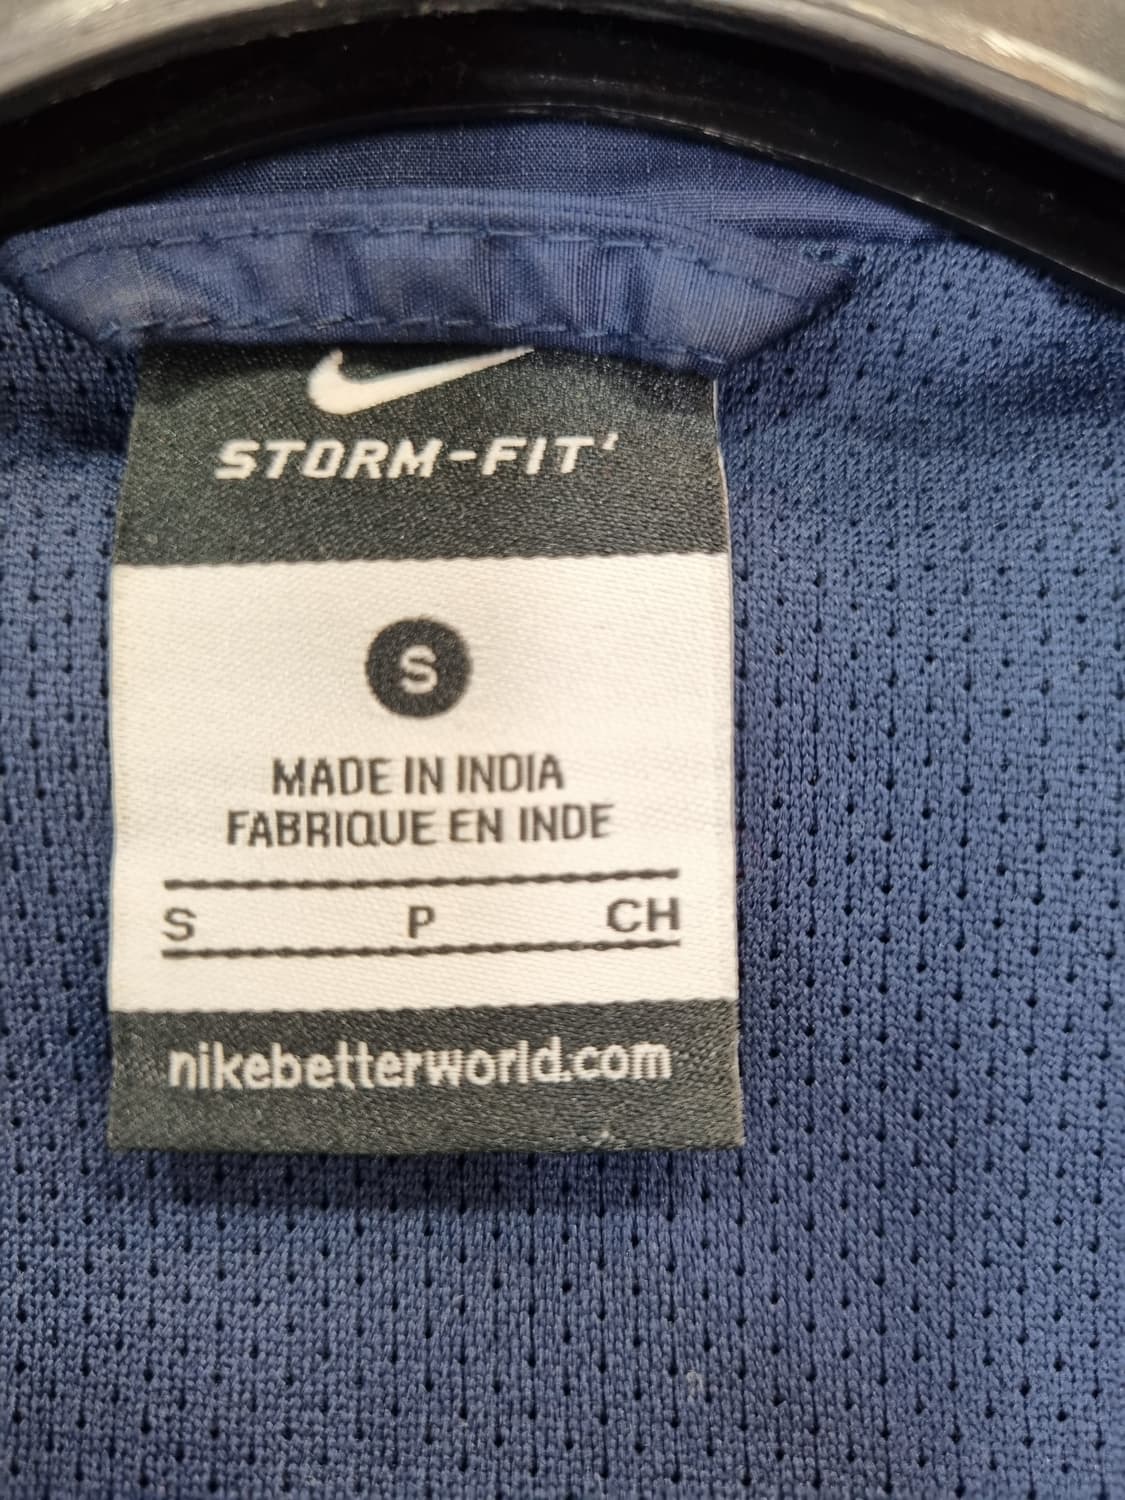 STORM-FIT
S
MADE IN INDIA
FABRIQUE EN INDE
S P CH
nikebetterworld.com